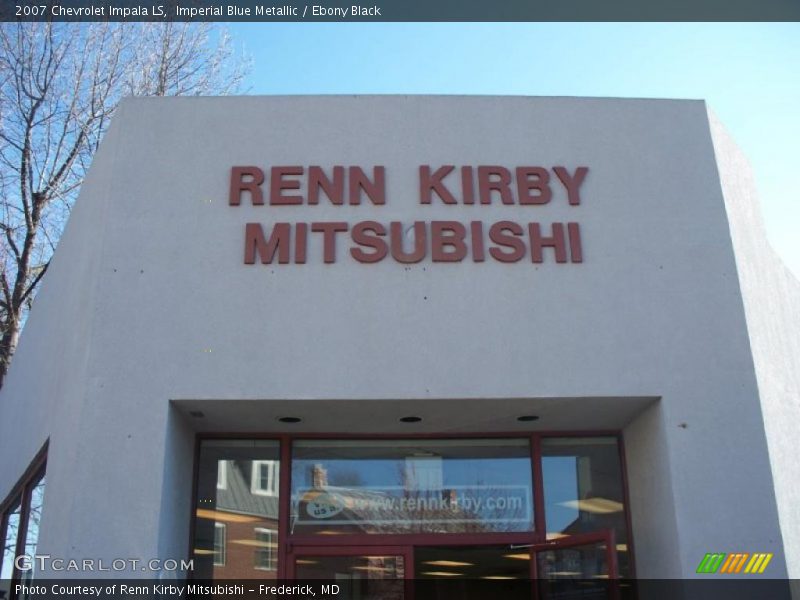 2007 Chevrolet Impala LS, Imperial Blue Metallic / Ebony Black
RENN KIRBY
MITSUBISHI
www.rennkirby.com
GTCARLOT.COM
Photo Courtesy of Renn Kirby Mitsubishi - Frederick, MD